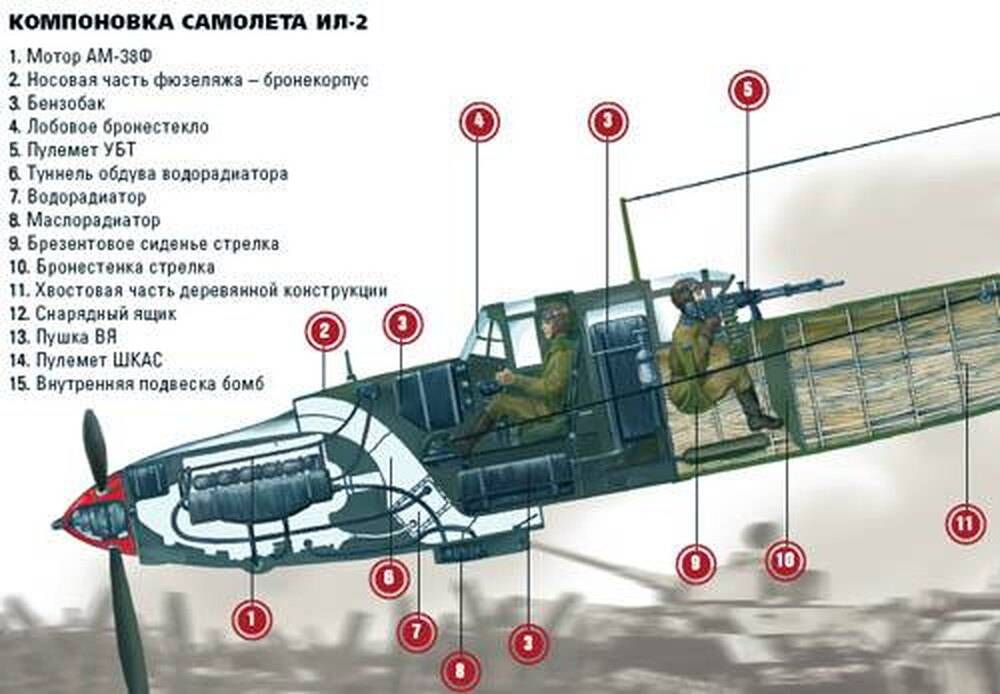 КОМПОНОВКА САМОЛЕТА ИЛ-2
1. Мотор АМ-38Ф
2. Носовая часть фюзеляжа – бронекорпус
3. Бензобак
4. Лобовое бронестекло
5. Пулемет УБТ
6. Туннель обдува водорадиатора
7. Водорадиатор
8. Маслорадиатор
9. Брезентовое сиденье стрелка
10. Бронестенка стрелка
11. Хвостовая часть деревянной конструкции
12. Снарядный ящик
13. Пушка ВЯ
14. Пулемет ШКАС
15. Внутренняя подвеска бомб
5
4
3
2
3
11
9
10
6
1
7
3
8